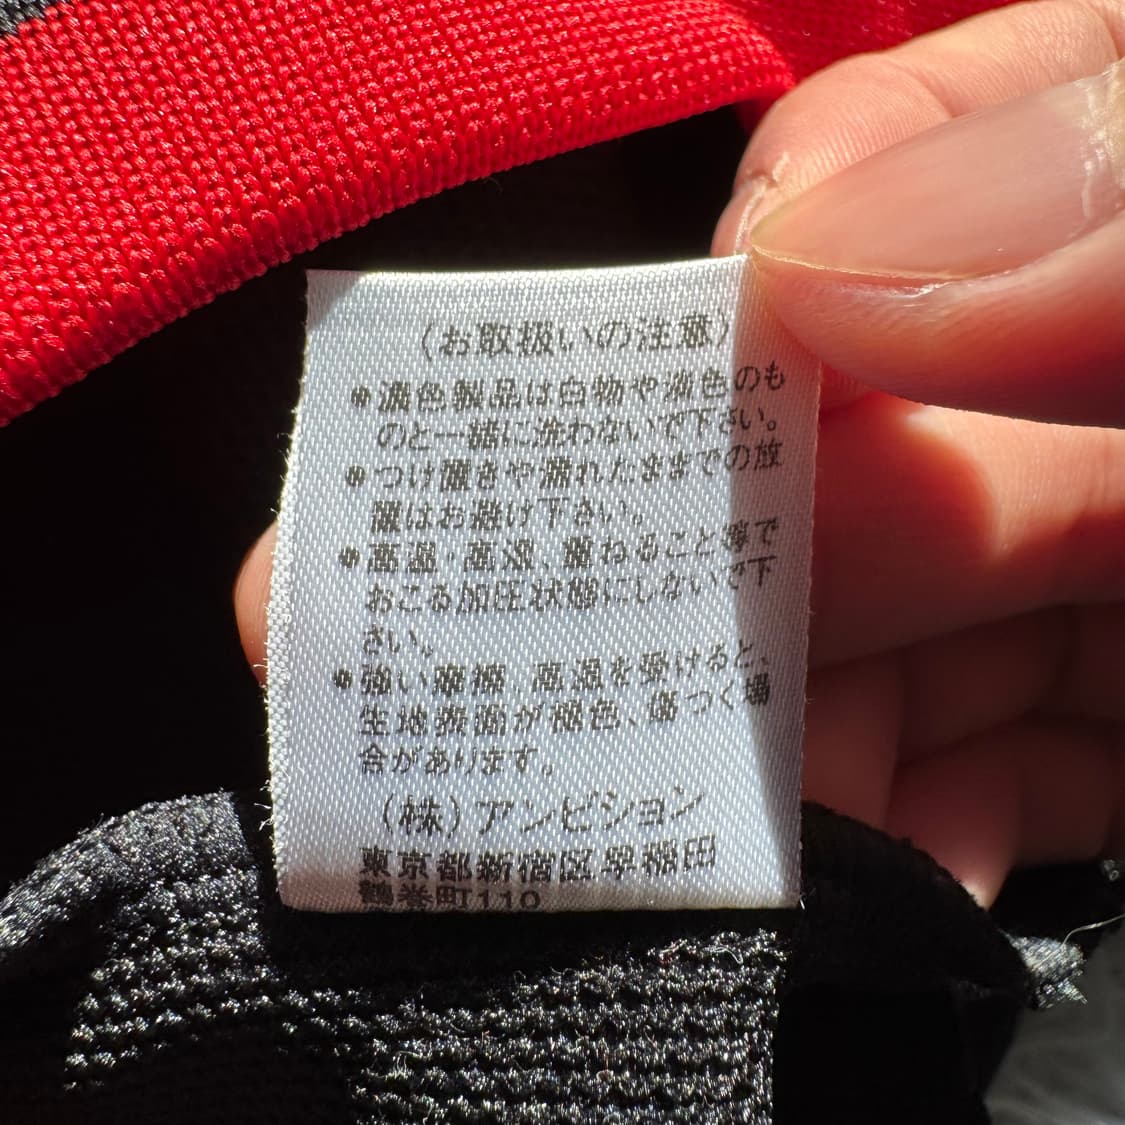 (お取扱いの注意)
●濃色製品は白物や淡色のも
のと一緒に洗わないで下さい。
●つけ置きや濡れたままでの放
置はお避け下さい。
●高温・高湿、重ねること等で
おこる加圧状態にしないで下
さい。
●強い摩擦、高温を受けると、
生地表面が褪色、傷つく場
合があります。
(株)アンビション
東京都新宿区早稲田
鶴巻町110